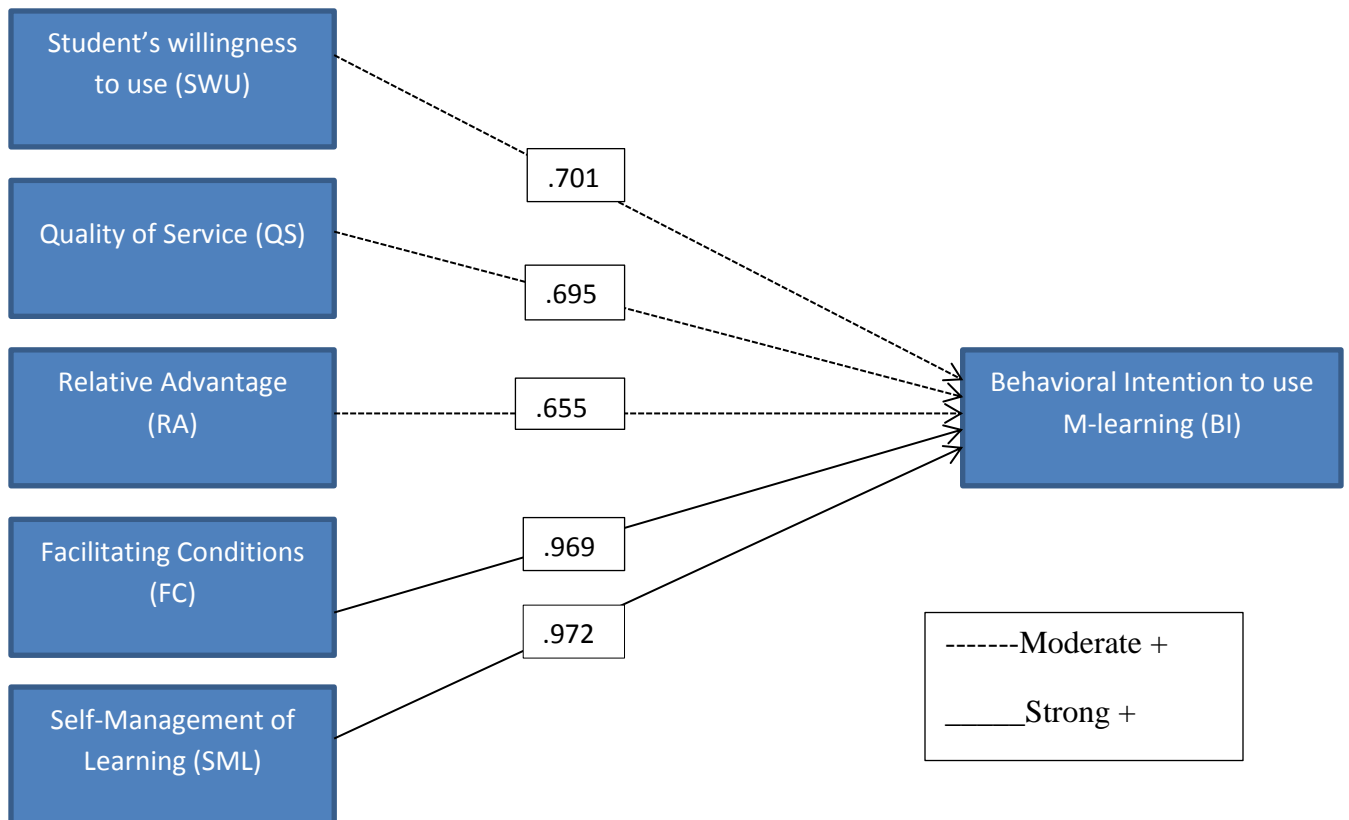 Student’s willingness
to use (SWU)
.701
Quality of Service (QS)
.695
Relative Advantage
(RA)
.655
Behavioral Intention to use
M-learning (BI)
Facilitating Conditions
(FC)
.969
.972
Self-Management of
Learning (SML)
-------Moderate +
______Strong +